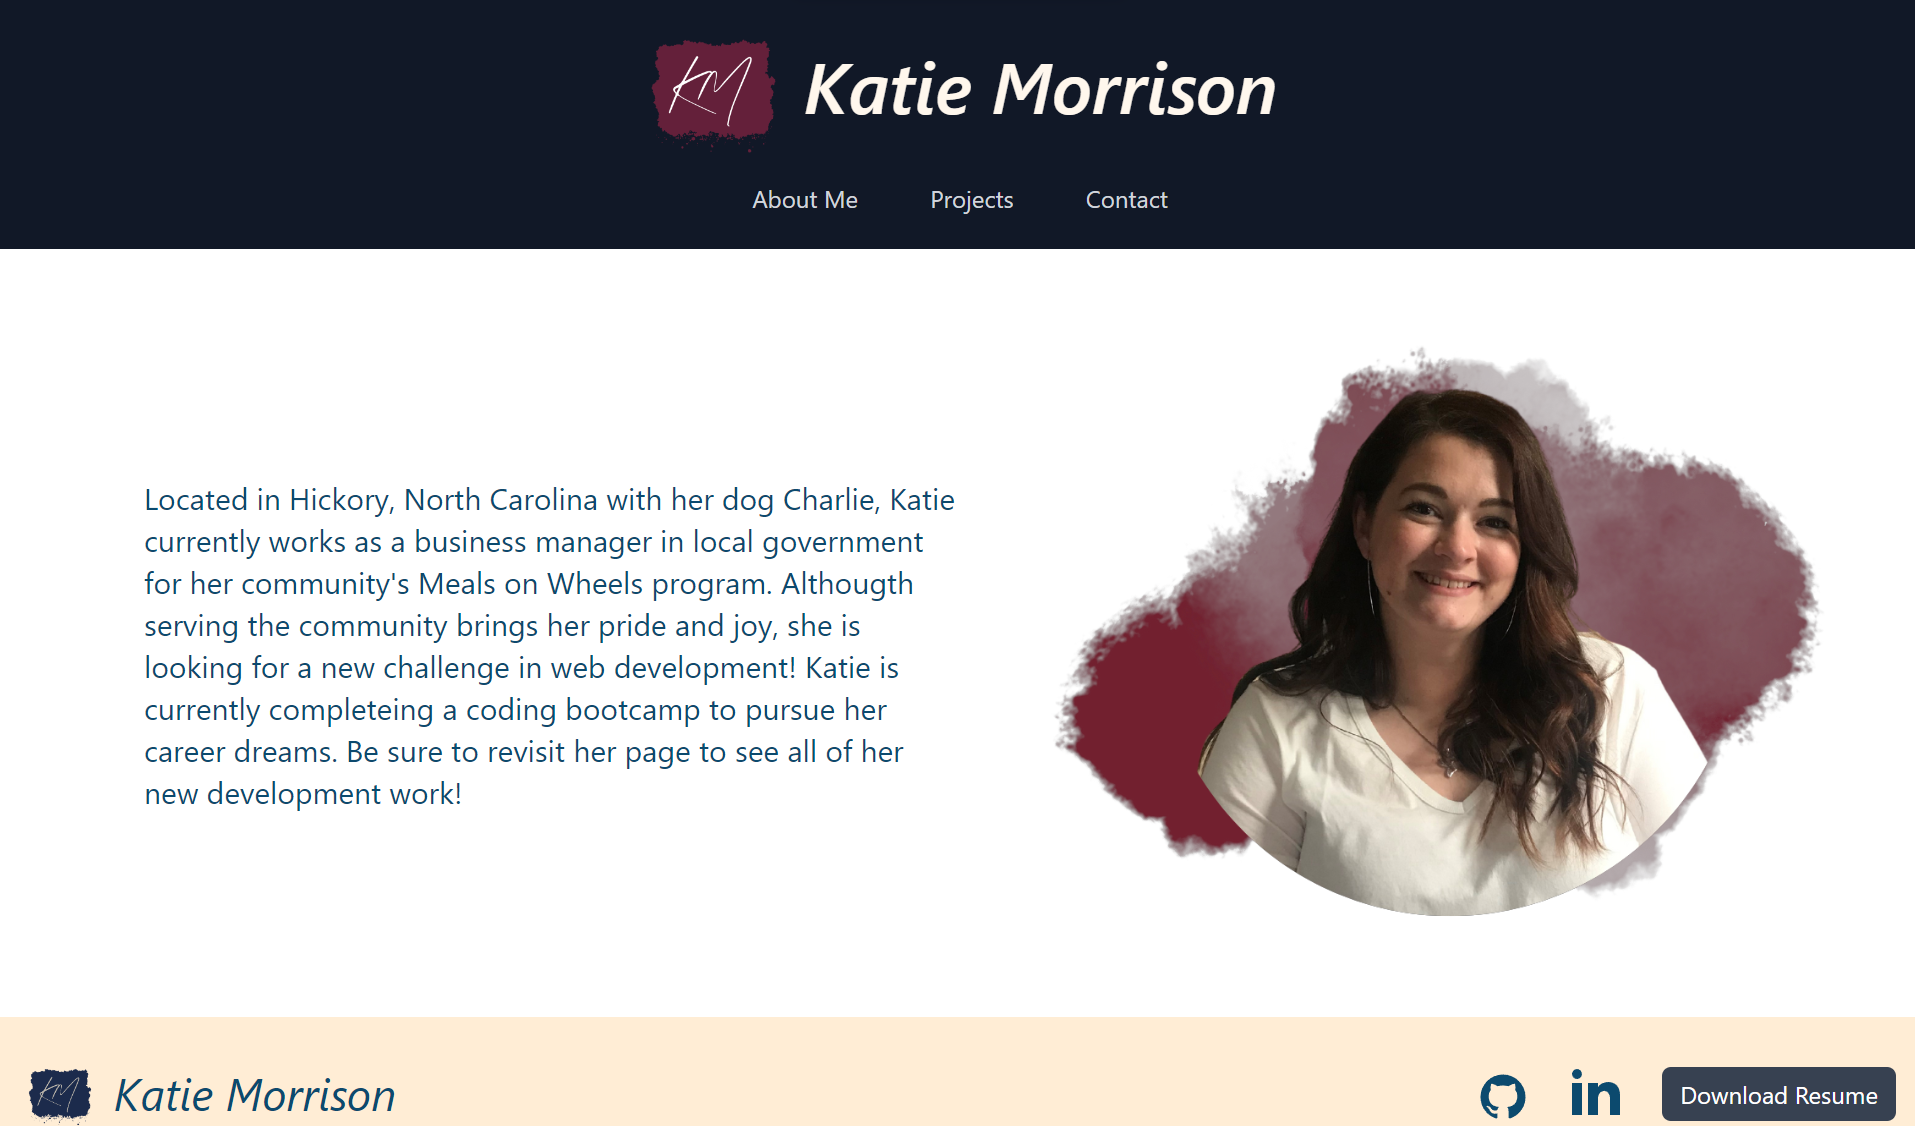 KM
Katie Morrison
About Me
Projects
Contact
Located in Hickory, North Carolina with her dog Charlie, Katie
currently works as a business manager in local government
for her community's Meals on Wheels program. Althougth
serving the community brings her pride and joy, she is
looking for a new challenge in web development! Katie is
currently completeing a coding bootcamp to pursue her
career dreams. Be sure to revisit her page to see all of her
new development work!
KM
Katie Morrison
in
Download Resume